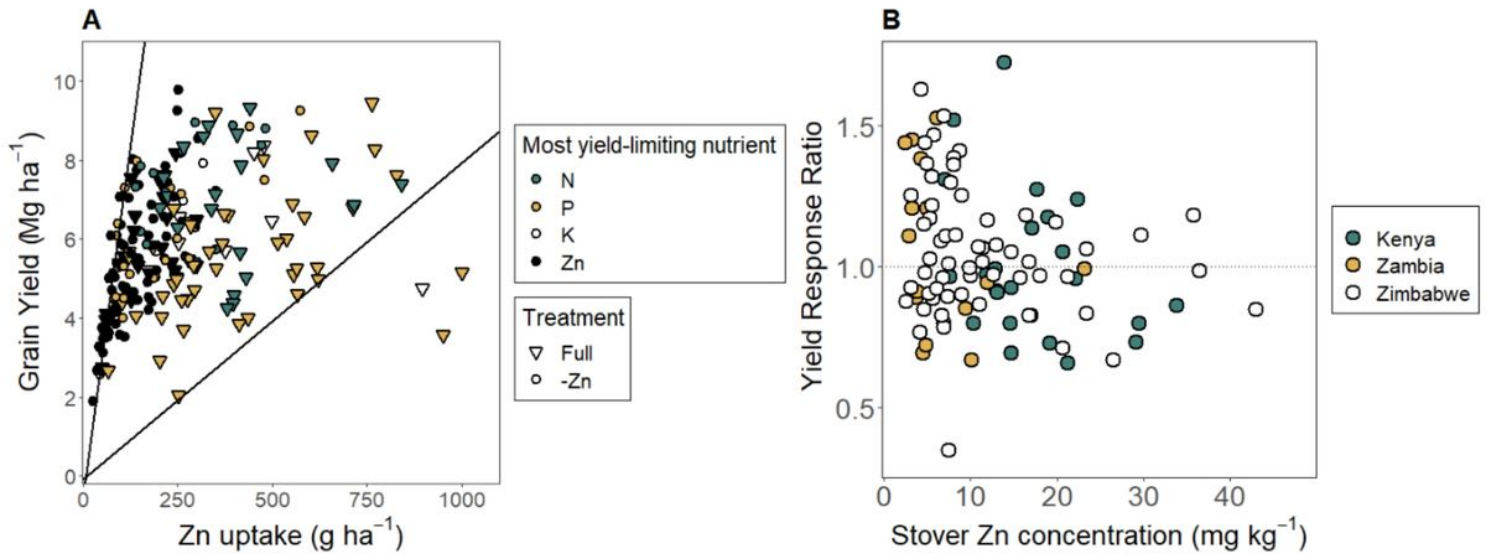 A
Grain Yield (Mg ha⁻¹)
10
8
6
4
2
0
0 250 500 750 1000
Zn uptake (g ha⁻¹)
Most yield-limiting nutrient
N
P
K
Zn
Treatment
Full
-Zn
B
Yield Response Ratio
1.5
1.0
0.5
0 10 20 30 40
Stover Zn concentration (mg kg⁻¹)
Kenya
Zambia
Zimbabwe